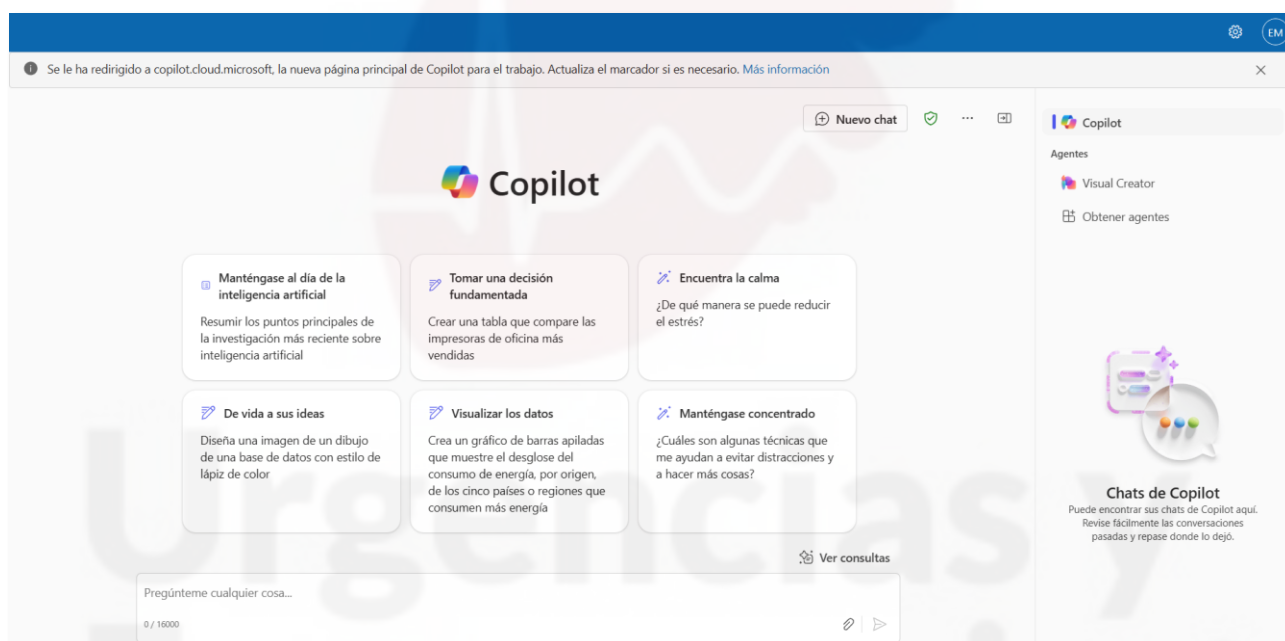 EM
Se le ha redirigido a copilot.cloud.microsoft, la nueva página principal de Copilot para el trabajo. Actualiza el marcador si es necesario. Más información
Nuevo chat
Copilot
Manténgase al día de la
inteligencia artificial
Resumir los puntos principales de
la investigación más reciente sobre
inteligencia artificial
Tomar una decisión
fundamentada
Crear una tabla que compare las
impresoras de oficina más
vendidas
Encuentra la calma
¿De qué manera se puede reducir
el estrés?
De vida a sus ideas
Diseña una imagen de un dibujo
de una base de datos con estilo de
lápiz de color
Visualizar los datos
Crea un gráfico de barras apiladas
que muestre el desglose del
consumo de energía, por origen,
de los cinco países o regiones que
consumen más energía
Manténgase concentrado
¿Cuáles son algunas técnicas que
me ayudan a evitar distracciones y
a hacer más cosas?
Ver consultas
Pregúnteme cualquier cosa...
0 / 16000
Copilot
Agentes
Visual Creator
Obtener agentes
Chats de Copilot
Puede encontrar sus chats de Copilot aquí.
Revise fácilmente las conversaciones
pasadas y repase donde lo dejó.
Urgencias y